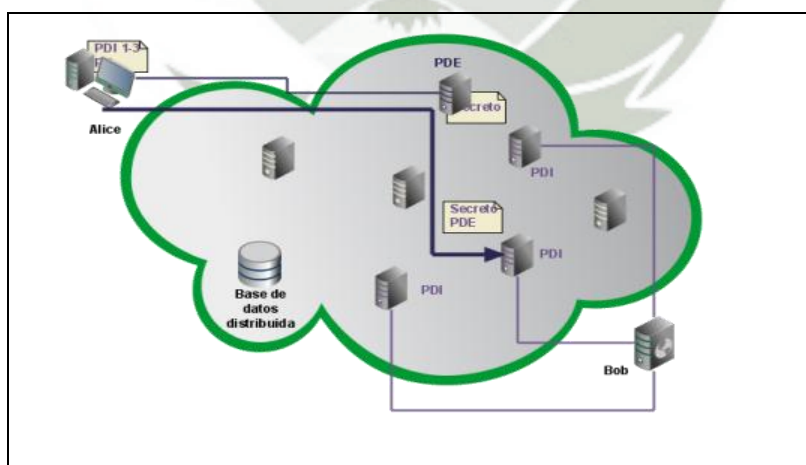 PDI 1-3
PDE
Alice
Secreto
PDI
Secreto
PDE
PDI
PDI
Base de
datos
distribuida
Bob